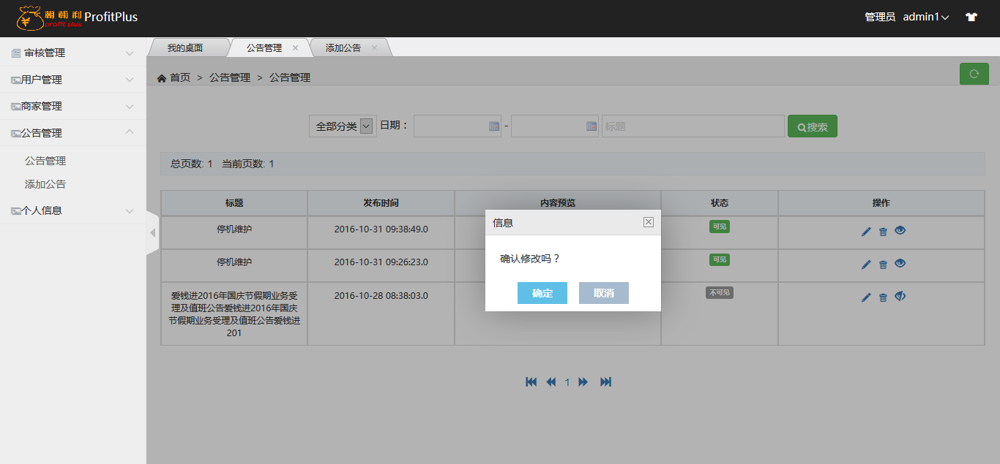 朝朝利
profit plus
ProfitPlus
管理员 admin1
审核管理
用户管理
商家管理
公告管理
公告管理
添加公告
个人信息
我的桌面
公告管理
添加公告
首页 > 公告管理 > 公告管理
全部分类 日期： - 标题 搜索
总页数: 1 当前页数: 1
标题 发布时间 内容预览 状态 操作
停机维护 2016-10-31 09:38:49.0 可见
停机维护 2016-10-31 09:26:23.0 可见
爱钱进2016年国庆节假期业务受 2016-10-28 08:38:03.0 不可见
理及值班公告爱钱进2016年国庆
节假期业务受理及值班公告爱钱进
201
信息
确认修改吗？
确定 取消
1